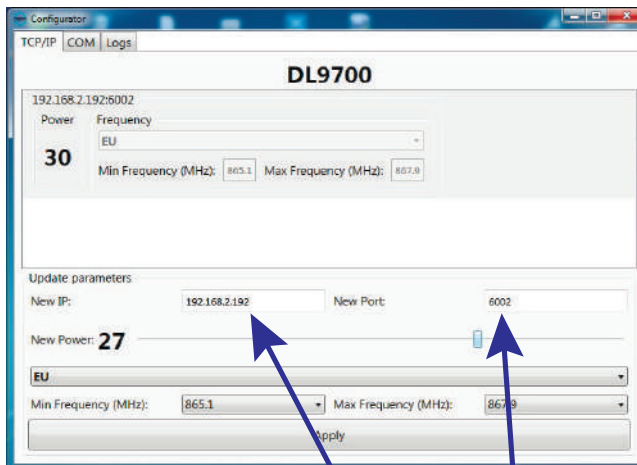 Configurator
TCP/IP COM Logs
DL9700
192.168.2.192:6002
Power Frequency
EU
30
Min Frequency (MHz): 865.1 Max Frequency (MHz): 867.9
Update parameters
New IP: 192.168.2.192 New Port: 6002
New Power: 27
EU
Min Frequency (MHz): 865.1 Max Frequency (MHz): 867.9
Apply